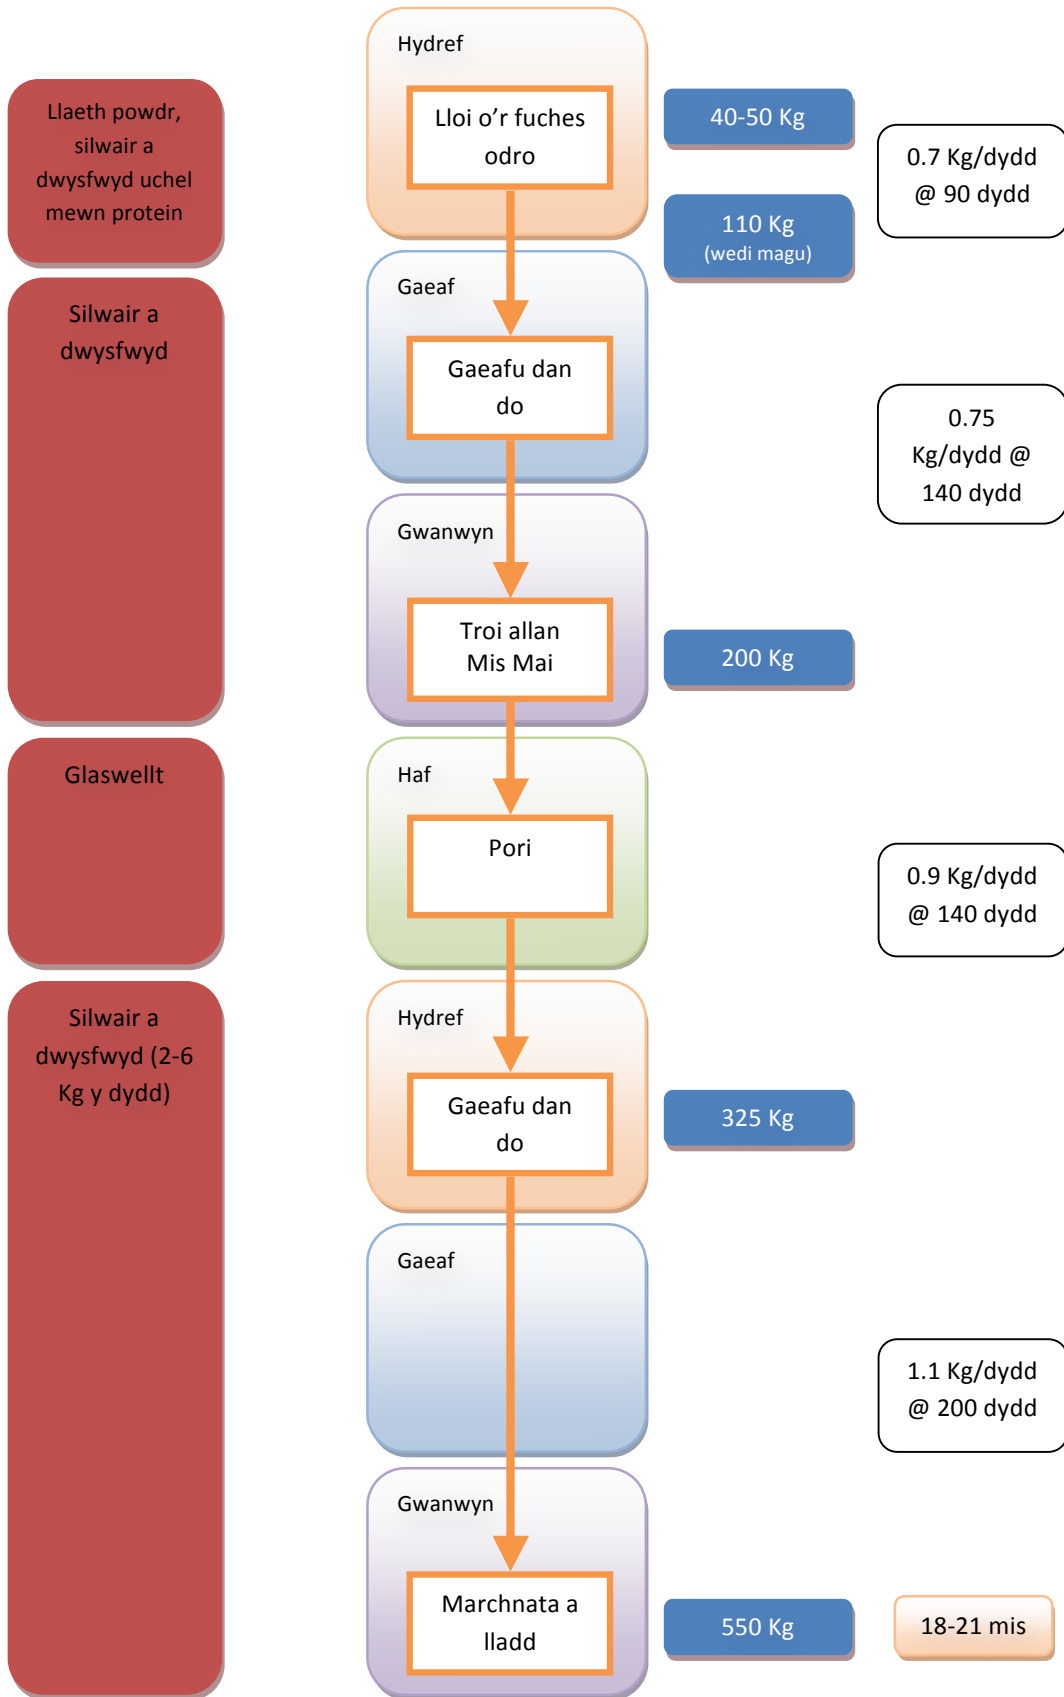 Hydref
Lloi o'r fuches
odro
40-50 Kg
Llaeth powdr,
silwair a
dwysfwyd uchel
mewn protein
0.7 Kg/dydd
@ 90 dydd
110 Kg
(wedi magu)
Gaeaf
Silwair a
dwysfwyd
Gaeafu dan
do
0.75
Kg/dydd @
140 dydd
Gwanwyn
Troi allan
Mis Mai
200 Kg
Haf
Glaswellt
Pori
0.9 Kg/dydd
@ 140 dydd
Hydref
Silwair a
dwysfwyd (2-6
Kg y dydd)
Gaeafu dan
do
325 Kg
Gaeaf
1.1 Kg/dydd
@ 200 dydd
Gwanwyn
Marchnata a
lladd
550 Kg
18-21 mis